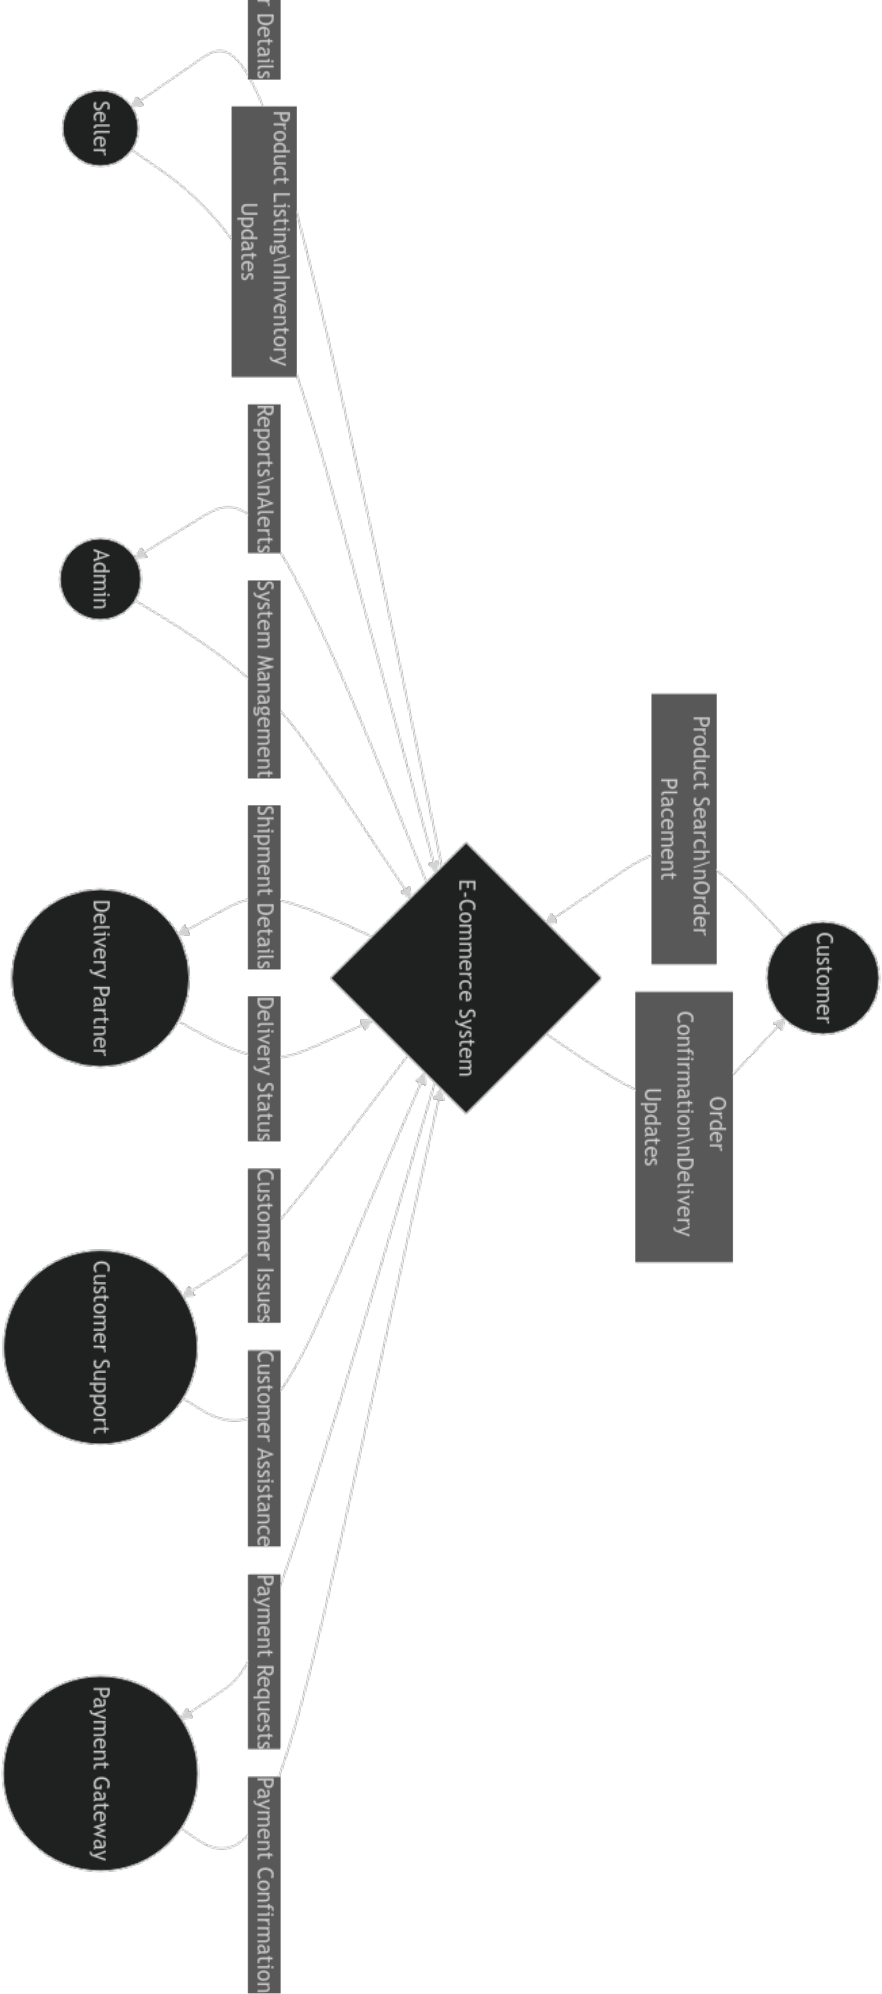 Customer
Product Search\nOrder
Placement
Order
Confirmation\nDelivery
Updates
E-Commerce System
r Details
Product Listing\nInventory
Updates
Reports\nAlerts
System Management
Shipment Details
Delivery Status
Customer Issues
Customer Assistance
Payment Requests
Payment Confirmation
Seller
Admin
Delivery Partner
Customer Support
Payment Gateway